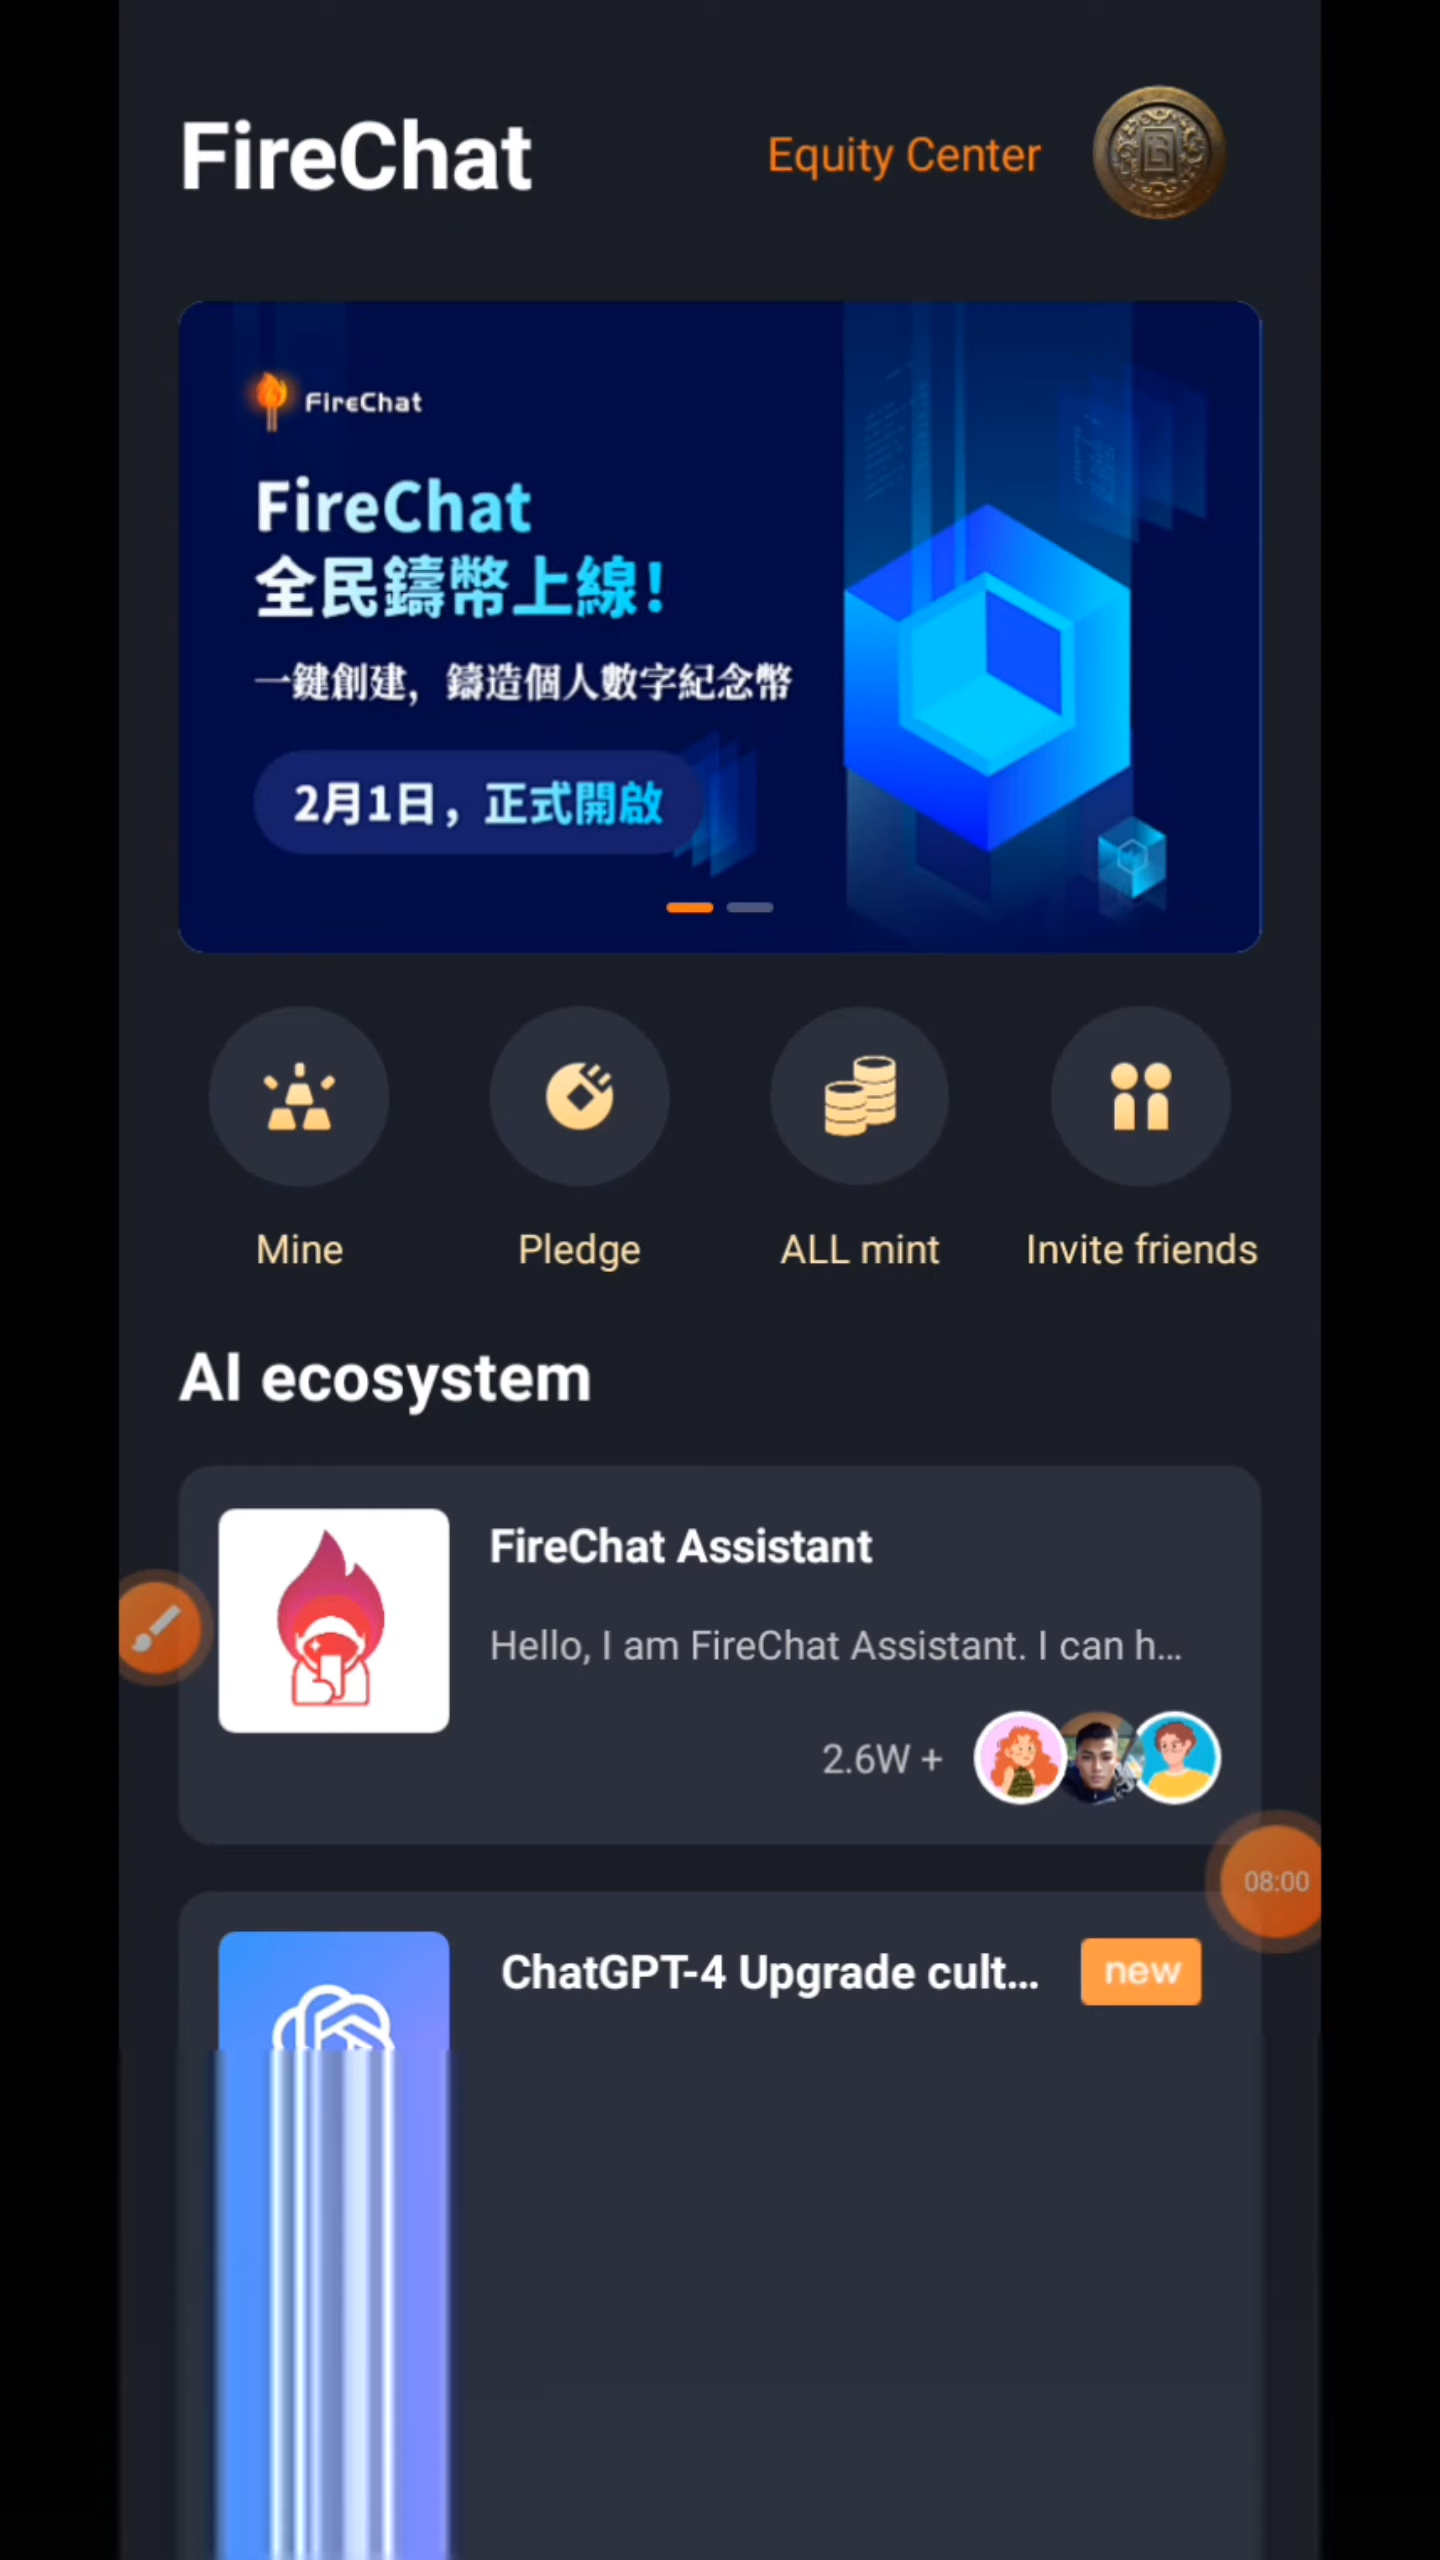 FireChat
Equity Center
FireChat
FireChat
全民鑄幣上線！
一鍵創建，鑄造個人數字紀念幣
2月1日，正式開啟
Mine
Pledge
ALL mint
Invite friends
AI ecosystem
FireChat Assistant
Hello, I am FireChat Assistant. I can h...
2.6W +
08:00
ChatGPT-4 Upgrade cult...
new